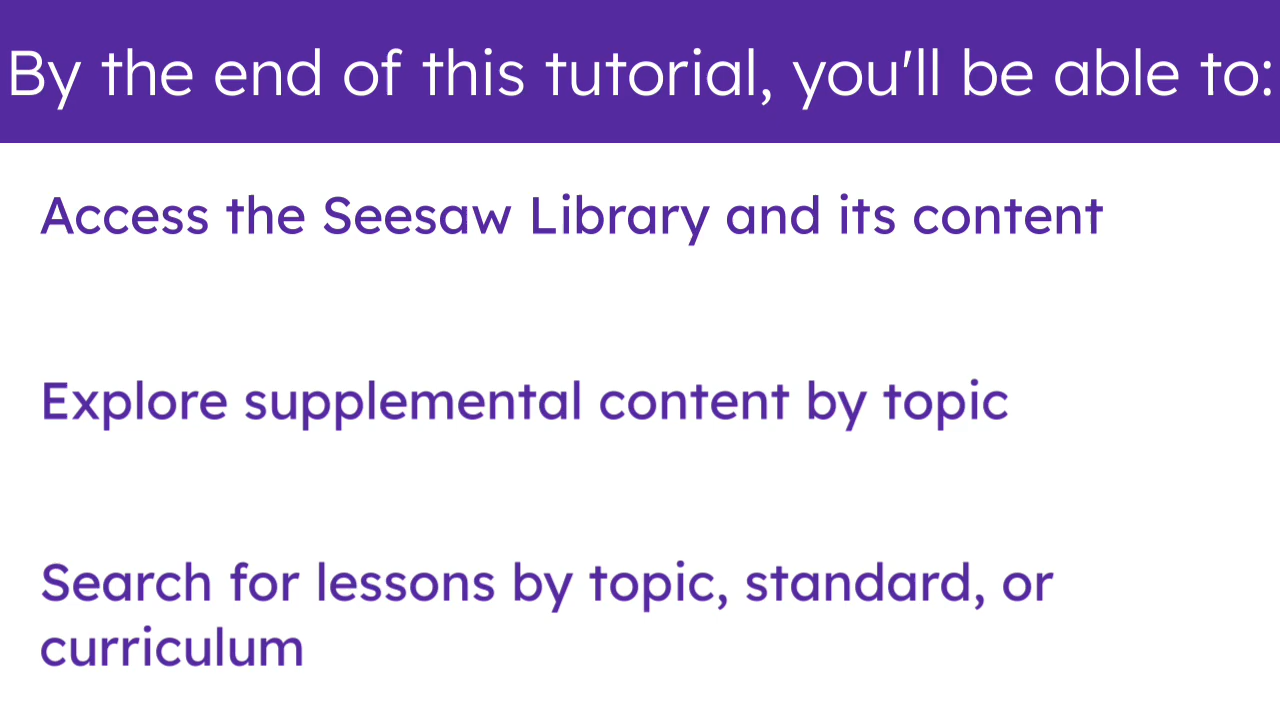 By the end of this tutorial, you'll be able to:
Access the Seesaw Library and its content
Explore supplemental content by topic
Search for lessons by topic, standard, or
curriculum